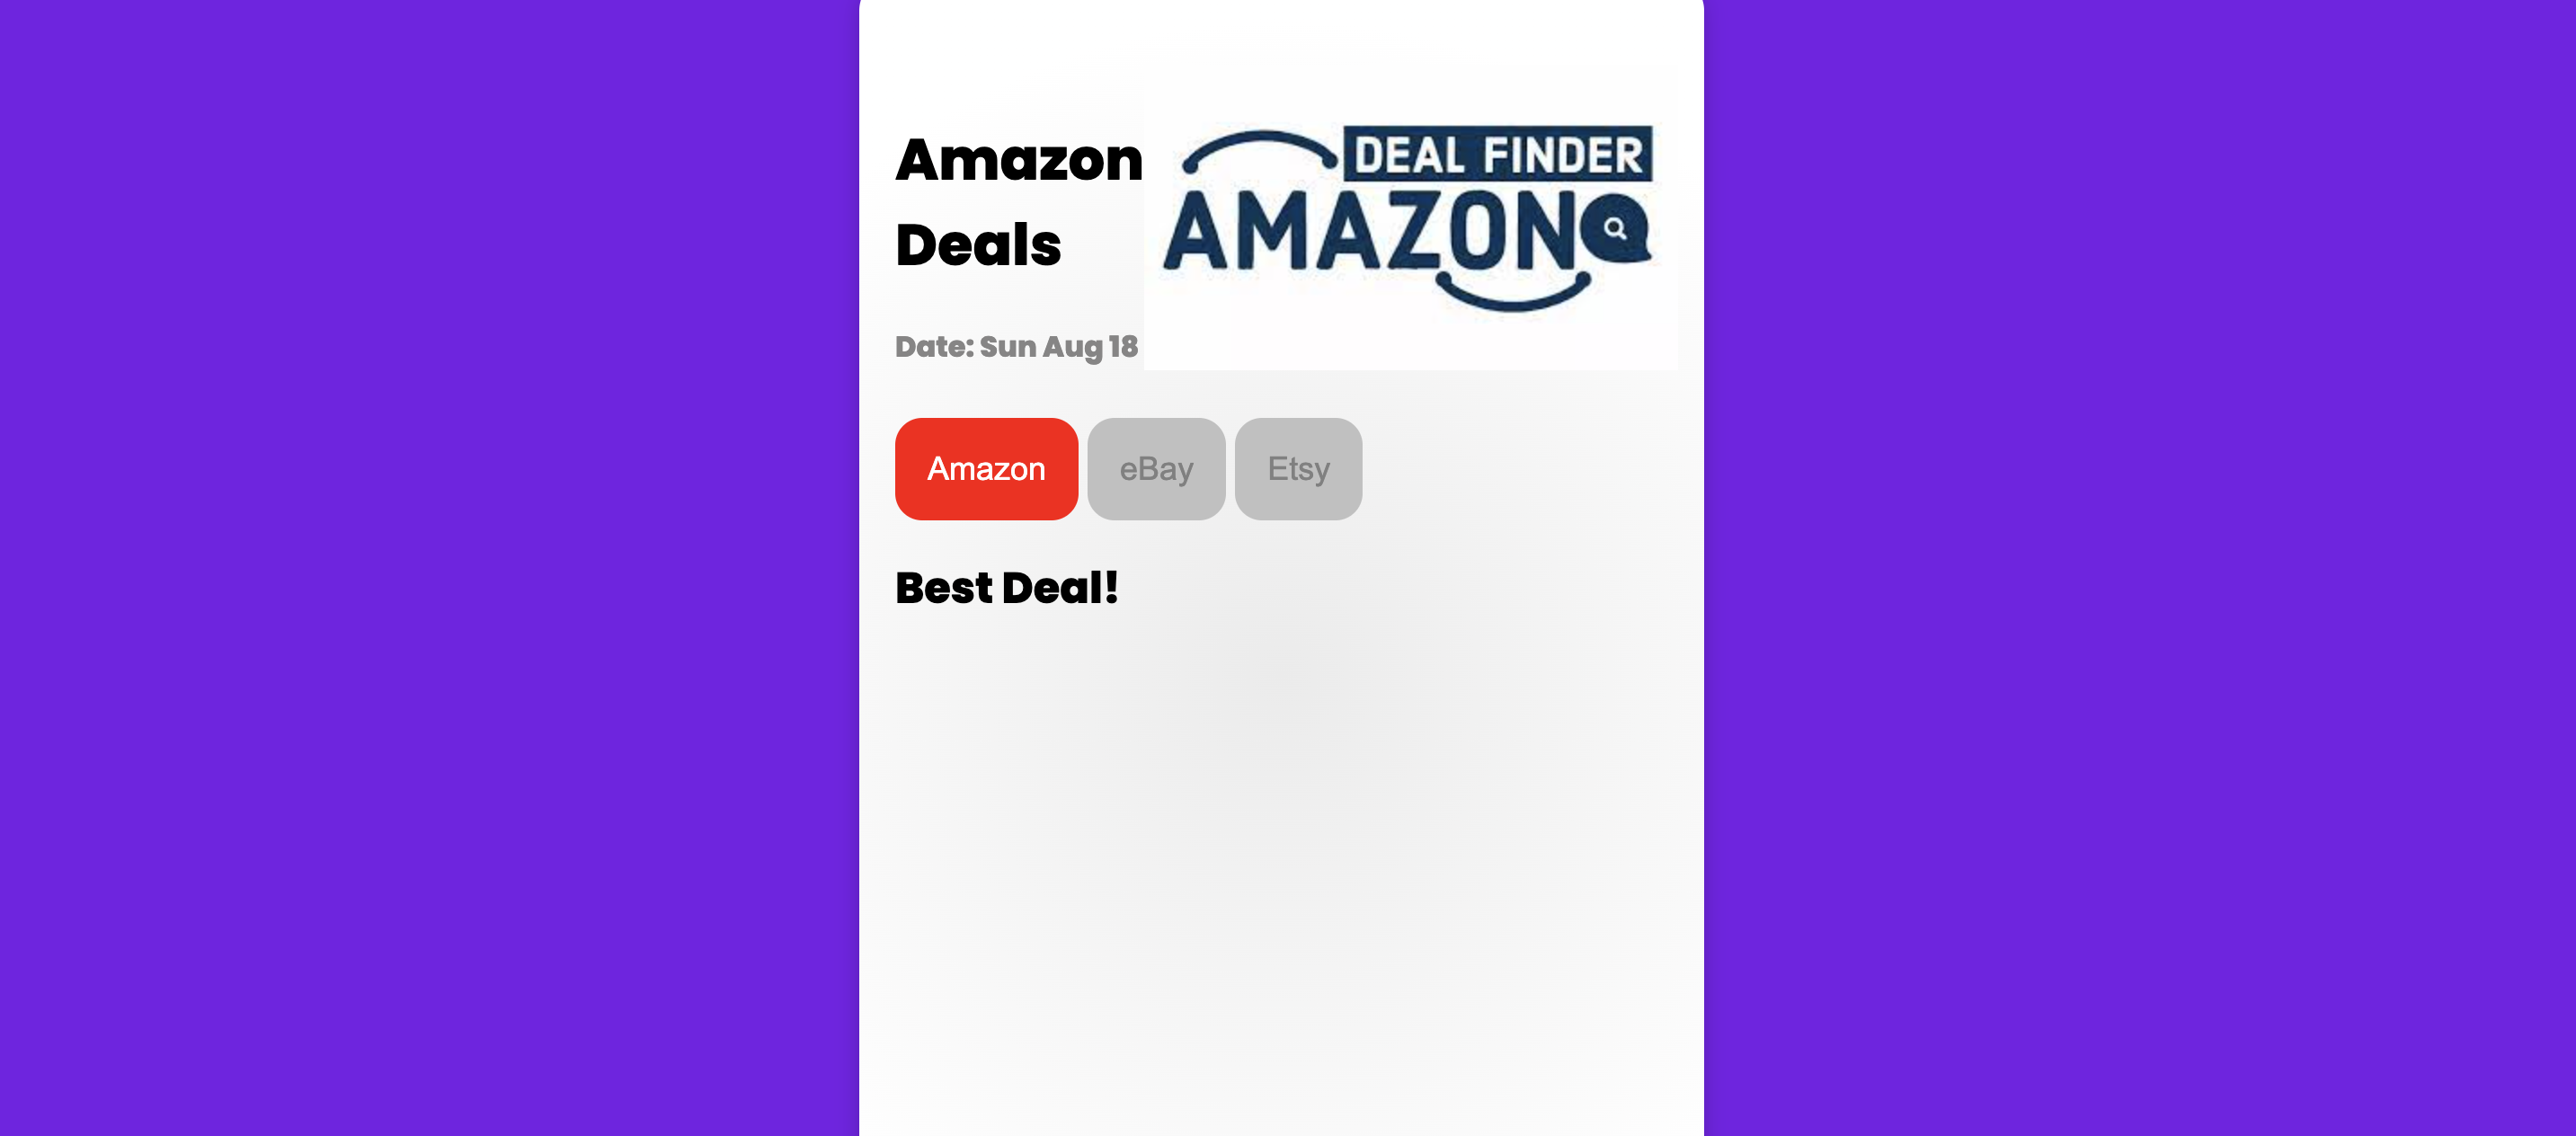 Amazon
Deals
DEAL FINDER
AMAZON
Date: Sun Aug 18
Amazon
eBay
Etsy
Best Deal!